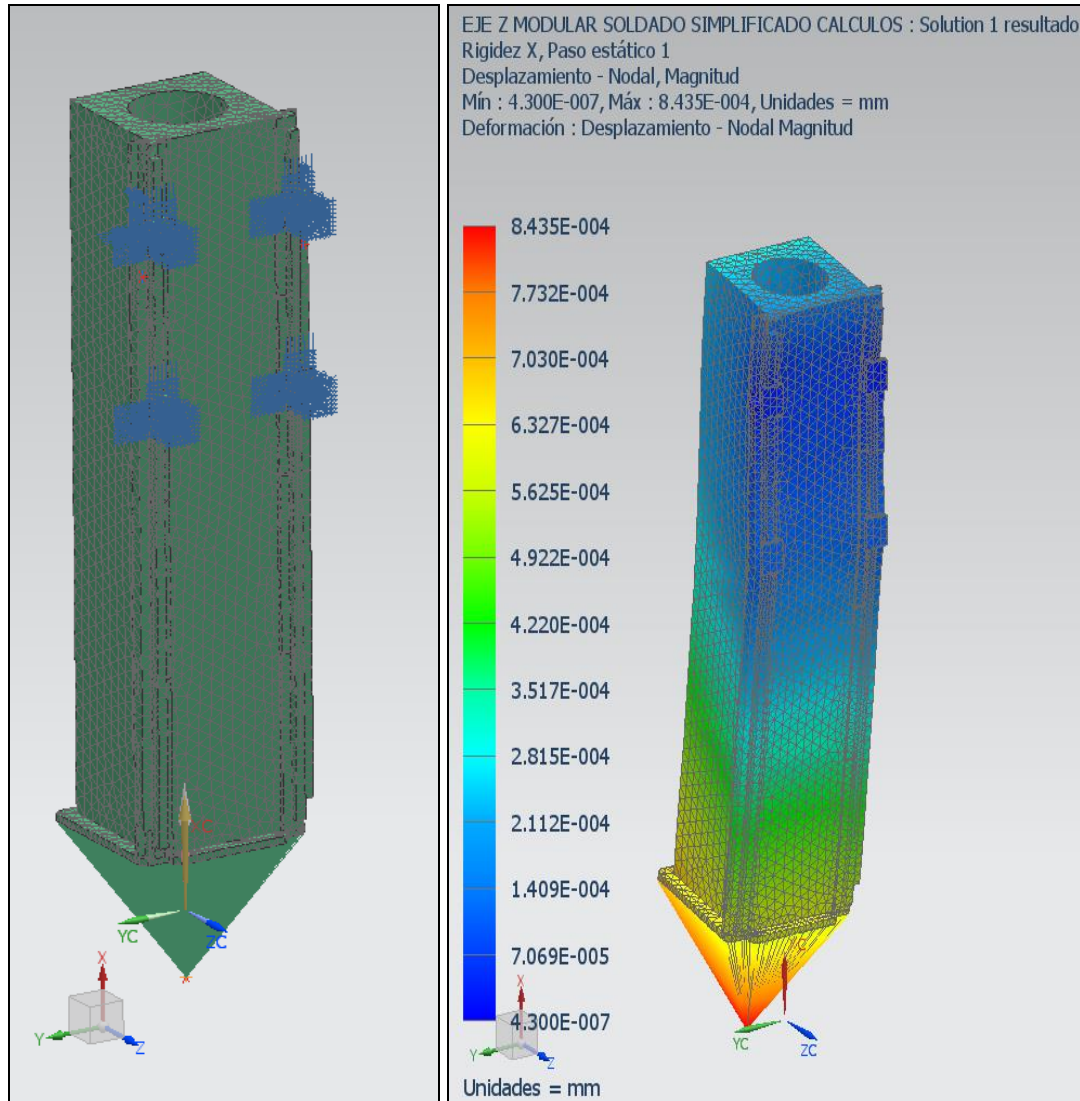 XC
YC
ZC
X
Y
Z
EJE Z MODULAR SOLDADO SIMPLIFICADO CALCULOS : Solution 1 resultado
Rigidez X, Paso estático 1
Desplazamiento - Nodal, Magnitud
Mín : 4.300E-007, Máx : 8.435E-004, Unidades = mm
Deformación : Desplazamiento - Nodal Magnitud
8.435E-004
7.732E-004
7.030E-004
6.327E-004
5.625E-004
4.922E-004
4.220E-004
3.517E-004
2.815E-004
2.112E-004
1.409E-004
7.069E-005
4.300E-007
XC
YC
ZC
X
Y
Z
Unidades = mm